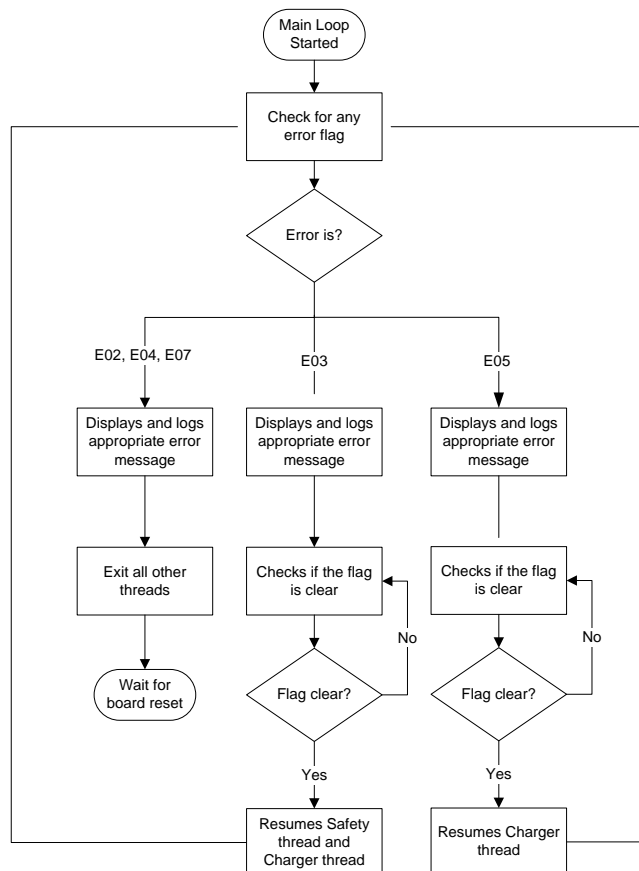 Main Loop
Started
Check for any
error flag
Error is?
E02, E04, E07
E03
E05
Displays and logs
appropriate error
message
Displays and logs
appropriate error
message
Displays and logs
appropriate error
message
Exit all other
threads
Checks if the flag
is clear
Checks if the flag
is clear
No
No
Wait for
board reset
Flag clear?
Flag clear?
Yes
Yes
Resumes Safety
thread and
Charger thread
Resumes Charger
thread